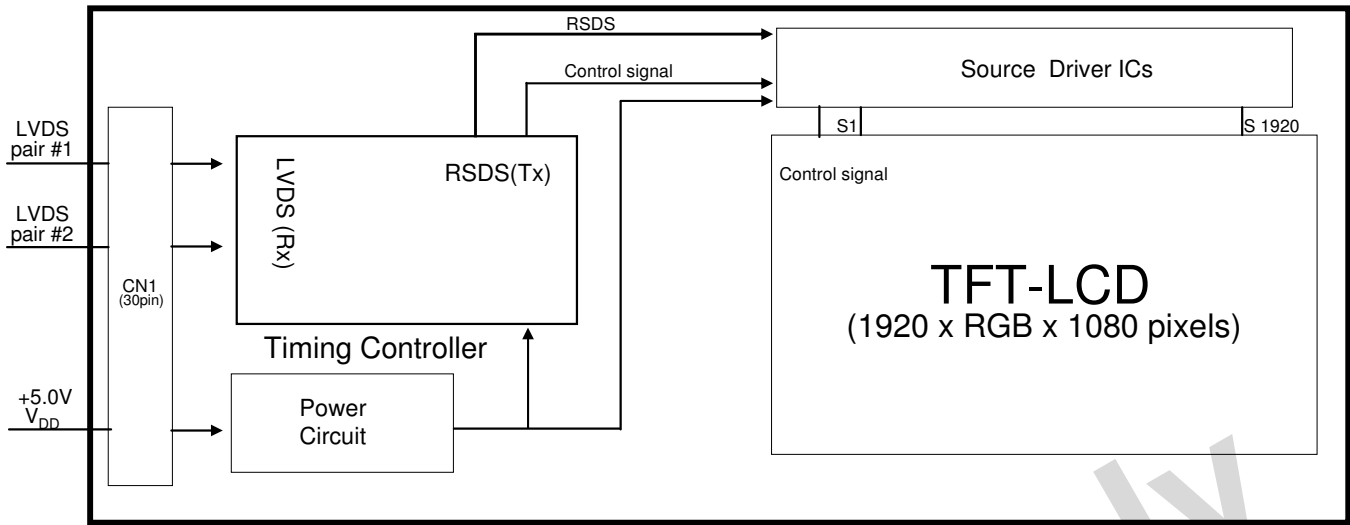 RSDS
Control signal
Source Driver ICs
S1
S 1920
Control signal
TFT-LCD
(1920 x RGB x 1080 pixels)
LVDS
pair #1
LVDS
pair #2
+5.0V
VDD
CN1
(30pin)
LVDS (Rx)
RSDS(Tx)
Timing Controller
Power
Circuit